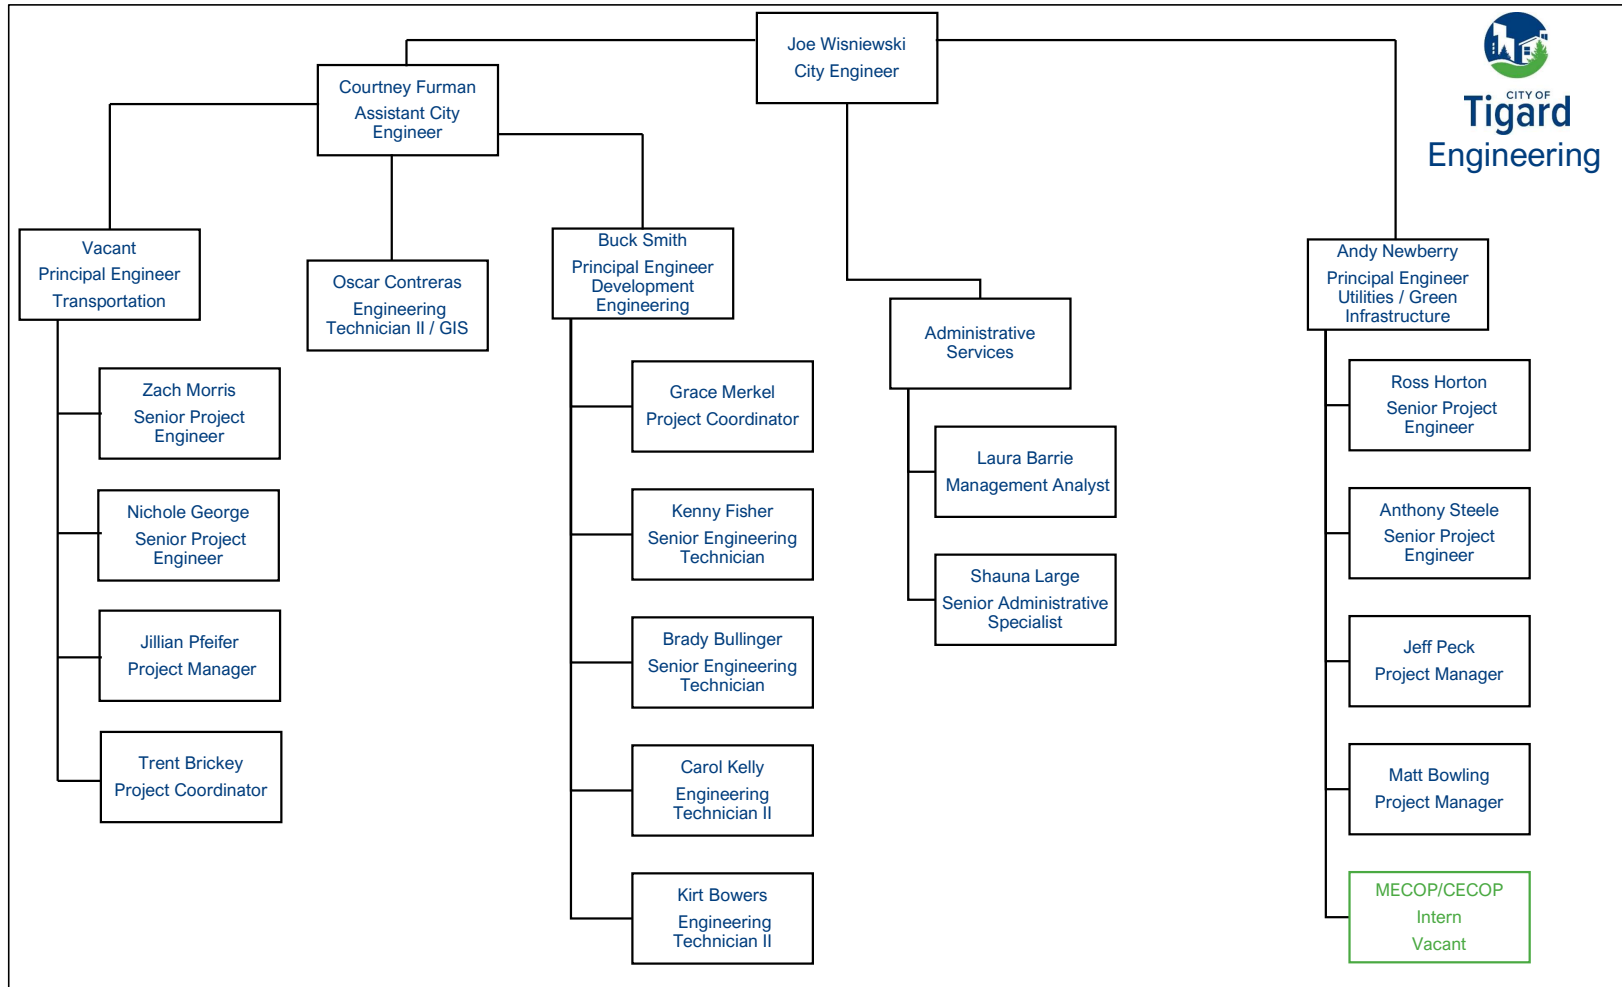 Joe Wisniewski
City Engineer
CITY OF
Tigard
Engineering
Courtney Furman
Assistant City
Engineer
Vacant
Principal Engineer
Transportation
Oscar Contreras
Engineering
Technician II / GIS
Buck Smith
Principal Engineer
Development
Engineering
Administrative
Services
Andy Newberry
Principal Engineer
Utilities / Green
Infrastructure
Zach Morris
Senior Project
Engineer
Nichole George
Senior Project
Engineer
Jillian Pfeifer
Project Manager
Trent Brickey
Project Coordinator
Grace Merkel
Project Coordinator
Kenny Fisher
Senior Engineering
Technician
Brady Bullinger
Senior Engineering
Technician
Carol Kelly
Engineering
Technician II
Kirt Bowers
Engineering
Technician II
Laura Barrie
Management Analyst
Shauna Large
Senior Administrative
Specialist
Ross Horton
Senior Project
Engineer
Anthony Steele
Senior Project
Engineer
Jeff Peck
Project Manager
Matt Bowling
Project Manager
MECOP/CECOP
Intern
Vacant